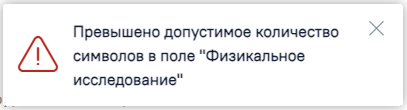 Превышено допустимое количество
символов в поле "Физикальное
исследование"